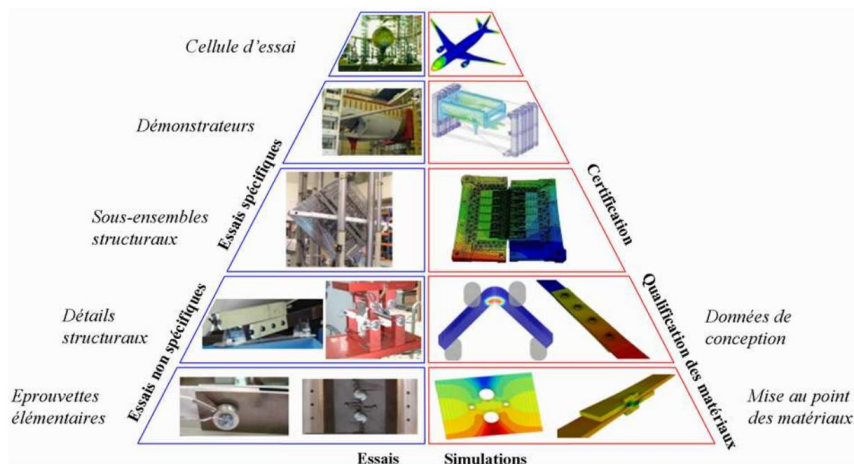 Cellule d'essai
Démonstrateurs
Sous-ensembles
structuraux
Détails
structuraux
Eprouvettes
élémentaires
Essais spécifiques
Essais non spécifiques
Certification
Qualification des matériaux
Données de
conception
Mise au point
des matériaux
Essais
Simulations